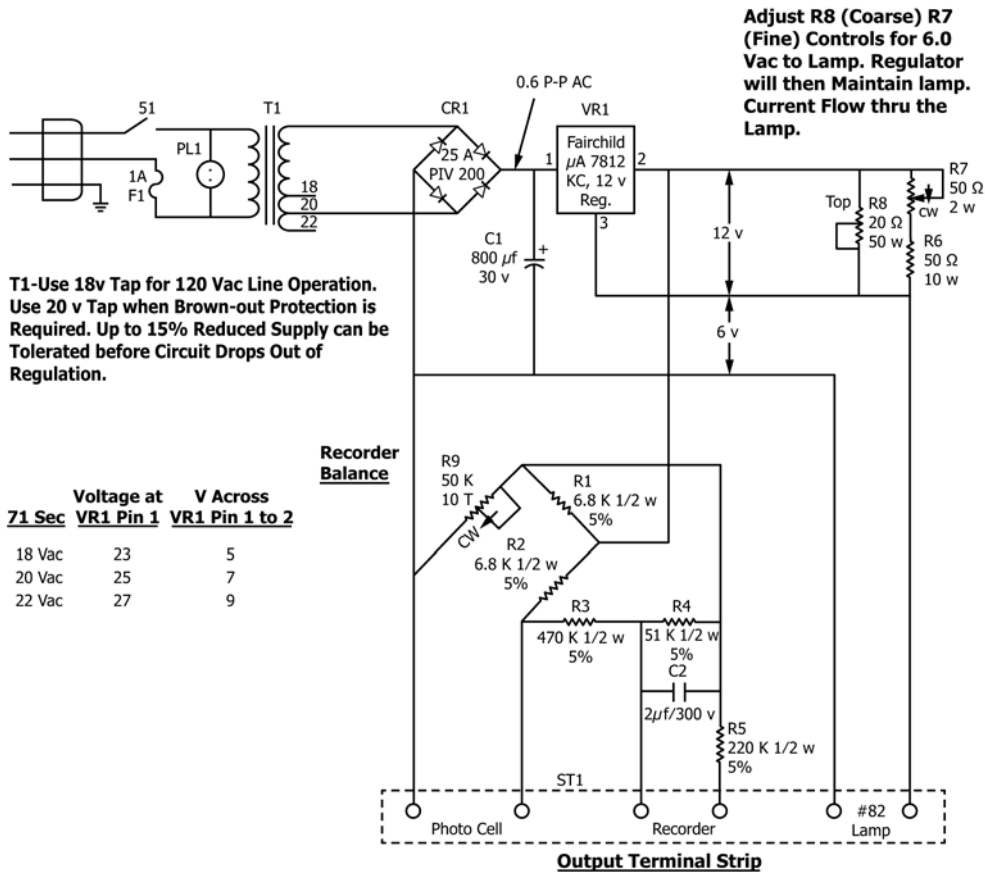 Adjust R8 (Coarse) R7
(Fine) Controls for 6.0
Vac to Lamp. Regulator
will then Maintain lamp.
Current Flow thru the
Lamp.
0.6 P-P AC
51
T1
CR1
VR1
PL1
1A
F1
18
20
22
25 A
PIV 200
1
Fairchild
μA 7812
KC, 12 v
Reg.
2
3
C1
800 μf
30 v
+
12 v
6 v
Top
R8
20 Ω
50 w
R7
50 Ω
2 w
CW
R6
50 Ω
10 w
T1-Use 18v Tap for 120 Vac Line Operation.
Use 20 v Tap when Brown-out Protection is
Required. Up to 15% Reduced Supply can be
Tolerated before Circuit Drops Out of
Regulation.
Recorder
Balance
Voltage at V Across
71 Sec VR1 Pin 1 VR1 Pin 1 to 2
18 Vac 23 5
20 Vac 25 7
22 Vac 27 9
R9
50 K
10 T
CW
R1
6.8 K 1/2 w
5%
R2
6.8 K 1/2 w
5%
R3
470 K 1/2 w
5%
R4
51 K 1/2 w
5%
C2
2μf/300 v
R5
220 K 1/2 w
5%
ST1
Photo Cell
Recorder
#82
Lamp
Output Terminal Strip